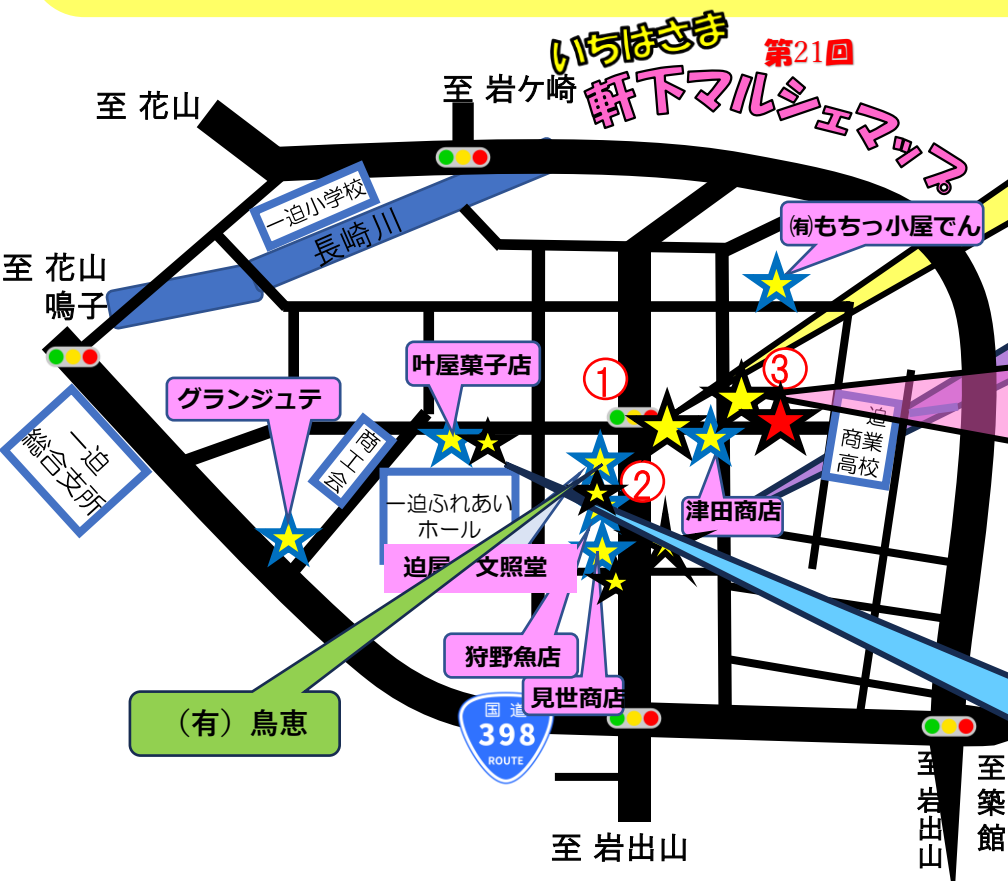 いちはさま
第21回
軒下マルシェマップ
至 岩ケ崎
至 花山
一迫小学校
長崎川
㈲もちっ小屋でん
至 花山
鳴子
叶屋菓子店
グランジュテ
①
③
商工会
一迫
総合支所
②
迫
商業
高校
津田商店
一迫ふれあい
ホール
迫屋
文照堂
狩野魚店
見世商店
（有）鳥恵
国道
398
ROUTE
至 岩出山
至 岩出山
至 築館